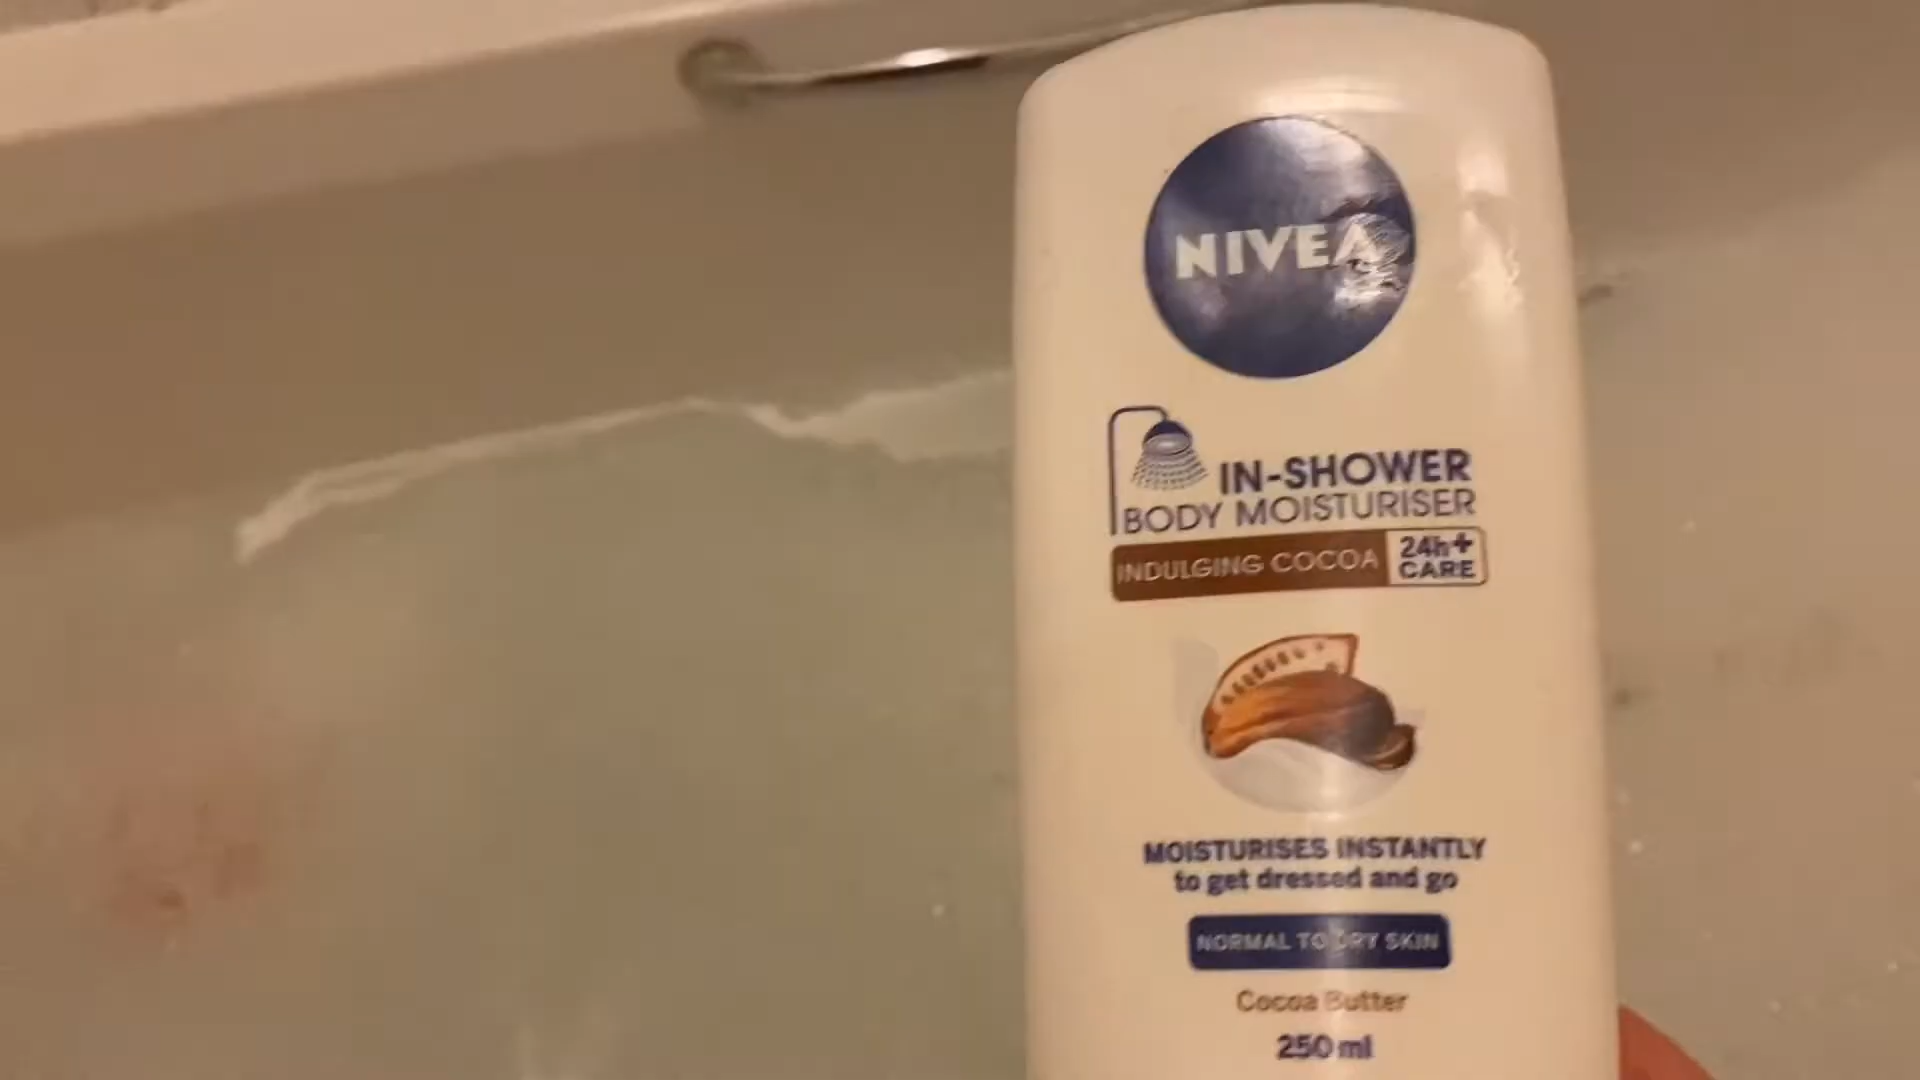 NIVEA
IN-SHOWER
BODY MOISTURISER
INDULGING COCOA
24h+
CARE
MOISTURISES INSTANTLY
to get dressed and go
NORMAL TO DRY SKIN
Cocoa Butter
250 ml